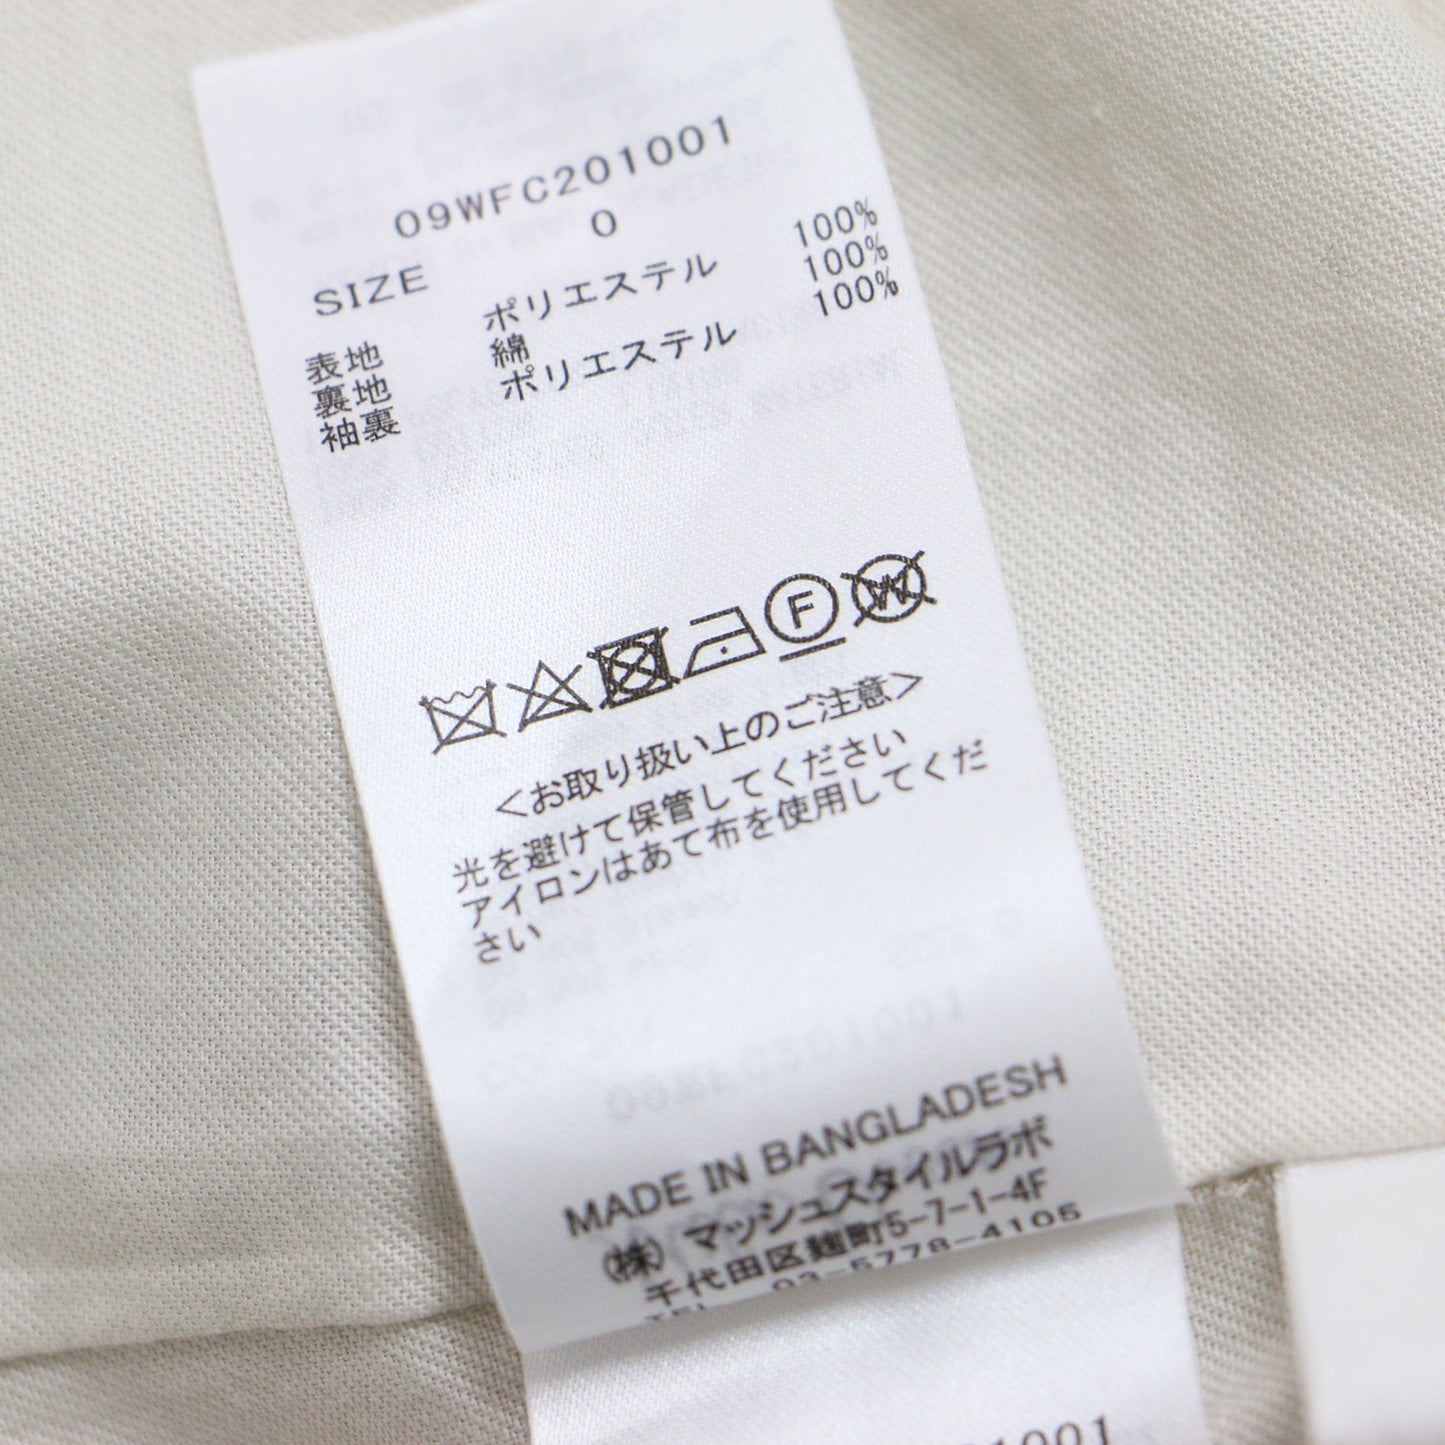 09WFC201001
SIZE 0
表地 ポリエステル 100%
裏地 綿 100%
袖裏 ポリエステル 100%
F
W
<お取り扱い上のご注意>
光を避けて保管してください
アイロンはあて布を使用してくだ
さい
MADE IN BANGLADESH
(株) マッシュスタイルラボ
千代田区麹町5-7-1-4F
TEL 03-5778-4105